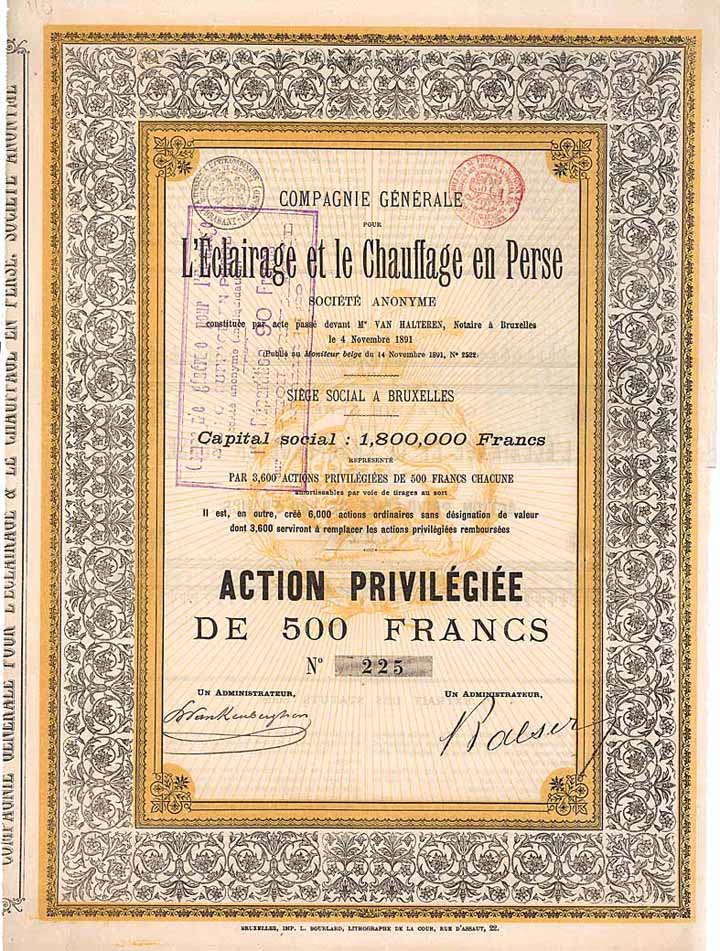 COMPAGNIE GÉNÉRALE
POUR
L'Éclairage et le Chauffage en Perse
SOCIÉTÉ ANONYME
constituée par acte passé devant Me VAN HALTEREN, Notaire à Bruxelles
le 4 Novembre 1891
(Publié au Moniteur belge du 14 Novembre 1891, No 2522)
SIÈGE SOCIAL A BRUXELLES
Capital social : 1,800,000 Francs
REPRÉSENTÉ
PAR 3,600 ACTIONS PRIVILÉGIÉES DE 500 FRANCS CHACUNE
amortissables par voie de tirages au sort
Il est, en outre, créé 6,000 actions ordinaires sans désignation de valeur
dont 3,600 serviront à remplacer les actions privilégiées remboursées
ACTION PRIVILÉGIÉE
DE 500 FRANCS
No 225
UN ADMINISTRATEUR,
UN ADMINISTRATEUR,
BRUXELLES, IMP. L. BOURLARD, LITHOGRAPHE DE LA COUR, RUE D'ASSAUT, 22.
COMPAGNIE GÉNÉRALE POUR L'ÉCLAIRAGE & LE CHAUFFAGE EN PERSE. SOCIÉTÉ ANONYME